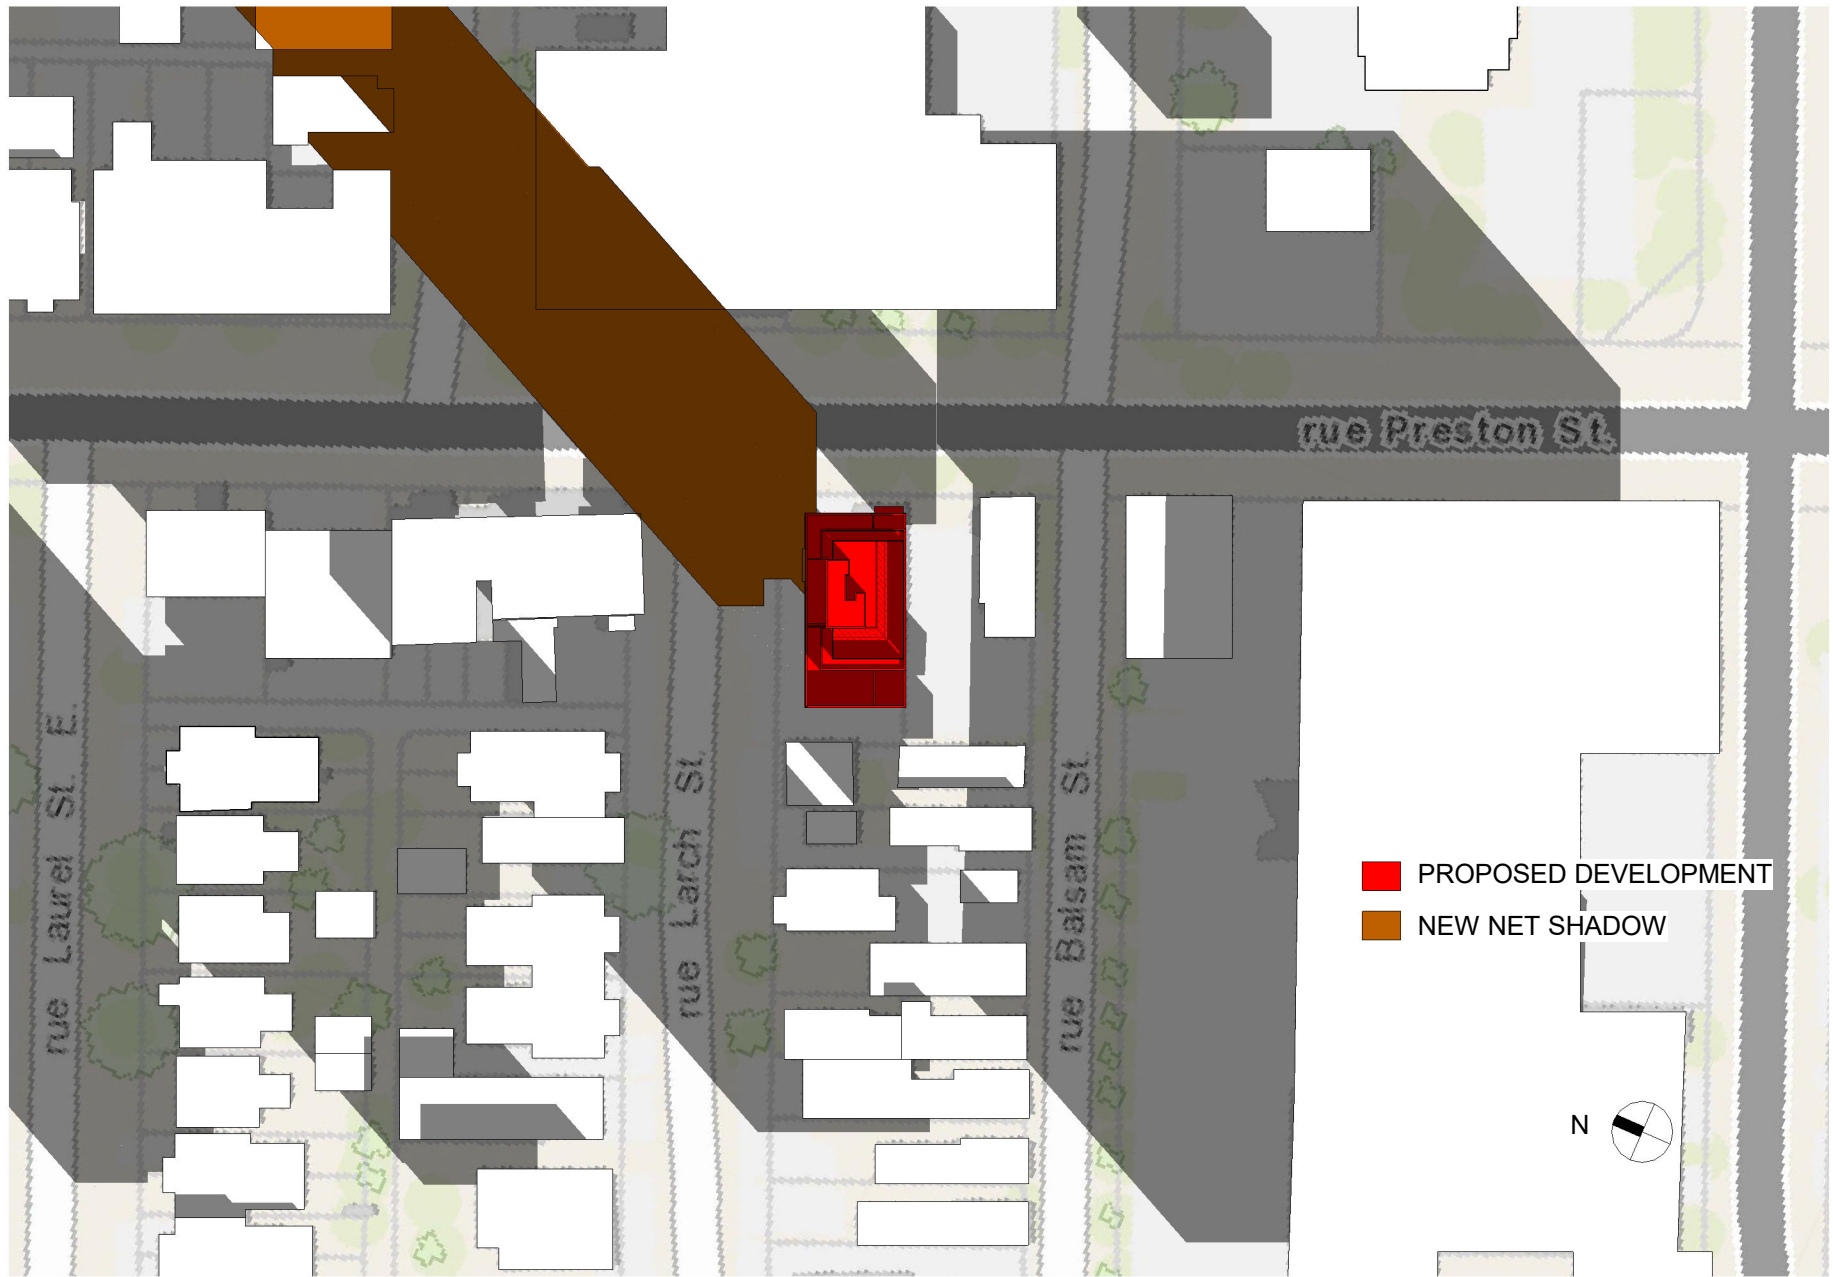 rue Preston St.
rue Laurel St. E.
rue Larch St.
rue Balsam St.
PROPOSED DEVELOPMENT
NEW NET SHADOW
N